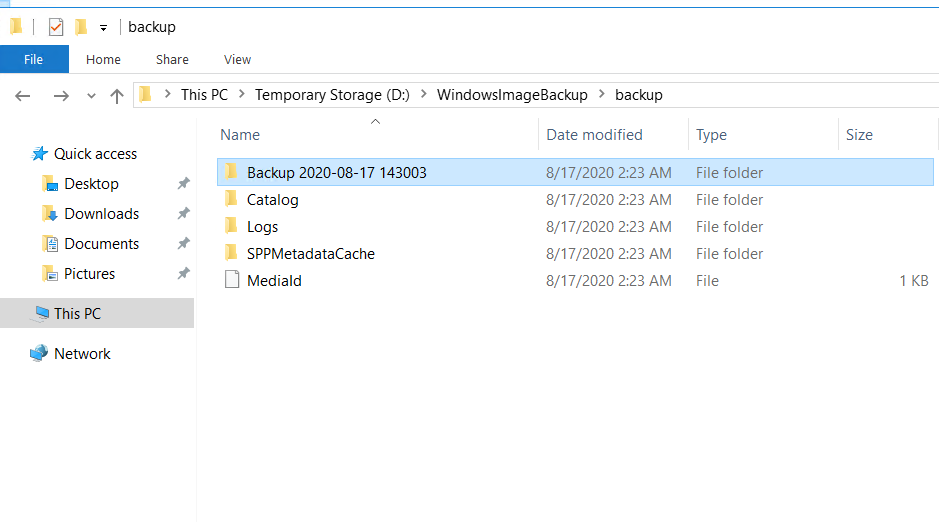 backup
File Home Share View
This PC Temporary Storage (D:) WindowsImageBackup backup
Name Date modified Type Size
Quick access
Desktop
Downloads
Documents
Pictures
This PC
Network
Backup 2020-08-17 143003 8/17/2020 2:23 AM File folder
Catalog 8/17/2020 2:23 AM File folder
Logs 8/17/2020 2:23 AM File folder
SPPMetadataCache 8/17/2020 2:23 AM File folder
MediaId 8/17/2020 2:23 AM File 1 KB